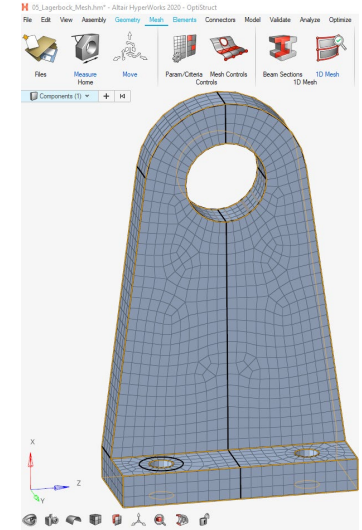 05_Lagerbock_Mesh.hm* - Altair HyperWorks 2020 - OptiStruct
File Edit View Assembly Geometry Mesh Elements Connectors Model Validate Analyze Optimize
Files Measure Move Param/Criteria Mesh Controls Beam Sections 1D Mesh
Home Controls 1D Mesh
Components (1)
X
Z
Y